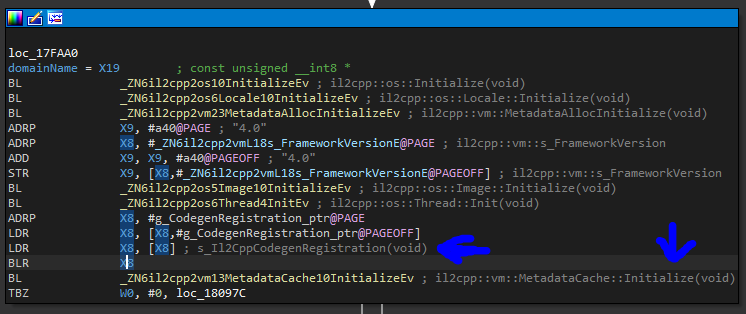 loc_17FAA0
domainName = X19 ; const unsigned __int8 *
BL _ZN6il2cpp2os10InitializeEv ; il2cpp::os::Initialize(void)
BL _ZN6il2cpp2os6Locale10InitializeEv ; il2cpp::os::Locale::Initialize(void)
BL _ZN6il2cpp2vm23MetadataAllocInitializeEv ; il2cpp::vm::MetadataAllocInitialize(void)
ADRP X9, #a40@PAGE ; "4.0"
ADRP X8, #_ZN6il2cpp2vmL18s_FrameworkVersionE@PAGE ; il2cpp::vm::s_FrameworkVersion
ADD X9, X9, #a40@PAGEOFF ; "4.0"
STR X9, [X8,#_ZN6il2cpp2vmL18s_FrameworkVersionE@PAGEOFF] ; il2cpp::vm::s_FrameworkVersion
BL _ZN6il2cpp2os5Image10InitializeEv ; il2cpp::os::Image::Initialize(void)
BL _ZN6il2cpp2os6Thread4InitEv ; il2cpp::os::Thread::Init(void)
ADRP X8, #g_CodegenRegistration_ptr@PAGE
LDR X8, [X8,#g_CodegenRegistration_ptr@PAGEOFF]
LDR X8, [X8] ; s_Il2CppCodegenRegistration(void)
BLR X8
BL _ZN6il2cpp2vm13MetadataCache10InitializeEv ; il2cpp::vm::MetadataCache::Initialize(void)
TBZ W0, #0, loc_18097C